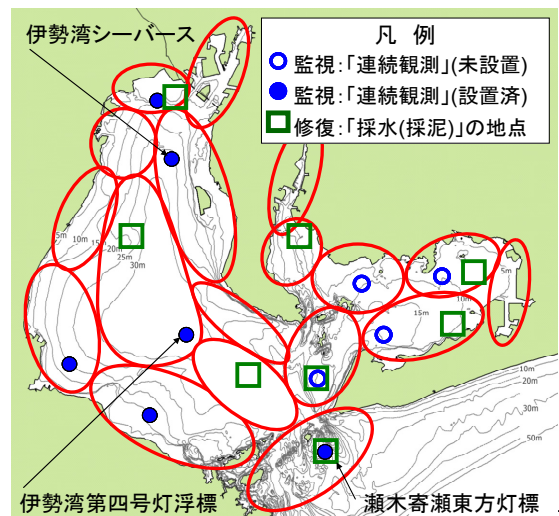 伊勢湾シーバース
凡 例
監視:「連続観測」(未設置)
監視:「連続観測」(設置済)
修復:「採水(採泥)」の地点
5m
10m
15m
20m
25m
30m
5m
10m
15m
10m
20m
30m
50m
伊勢湾第四号灯浮標
瀬木寄瀬東方灯標